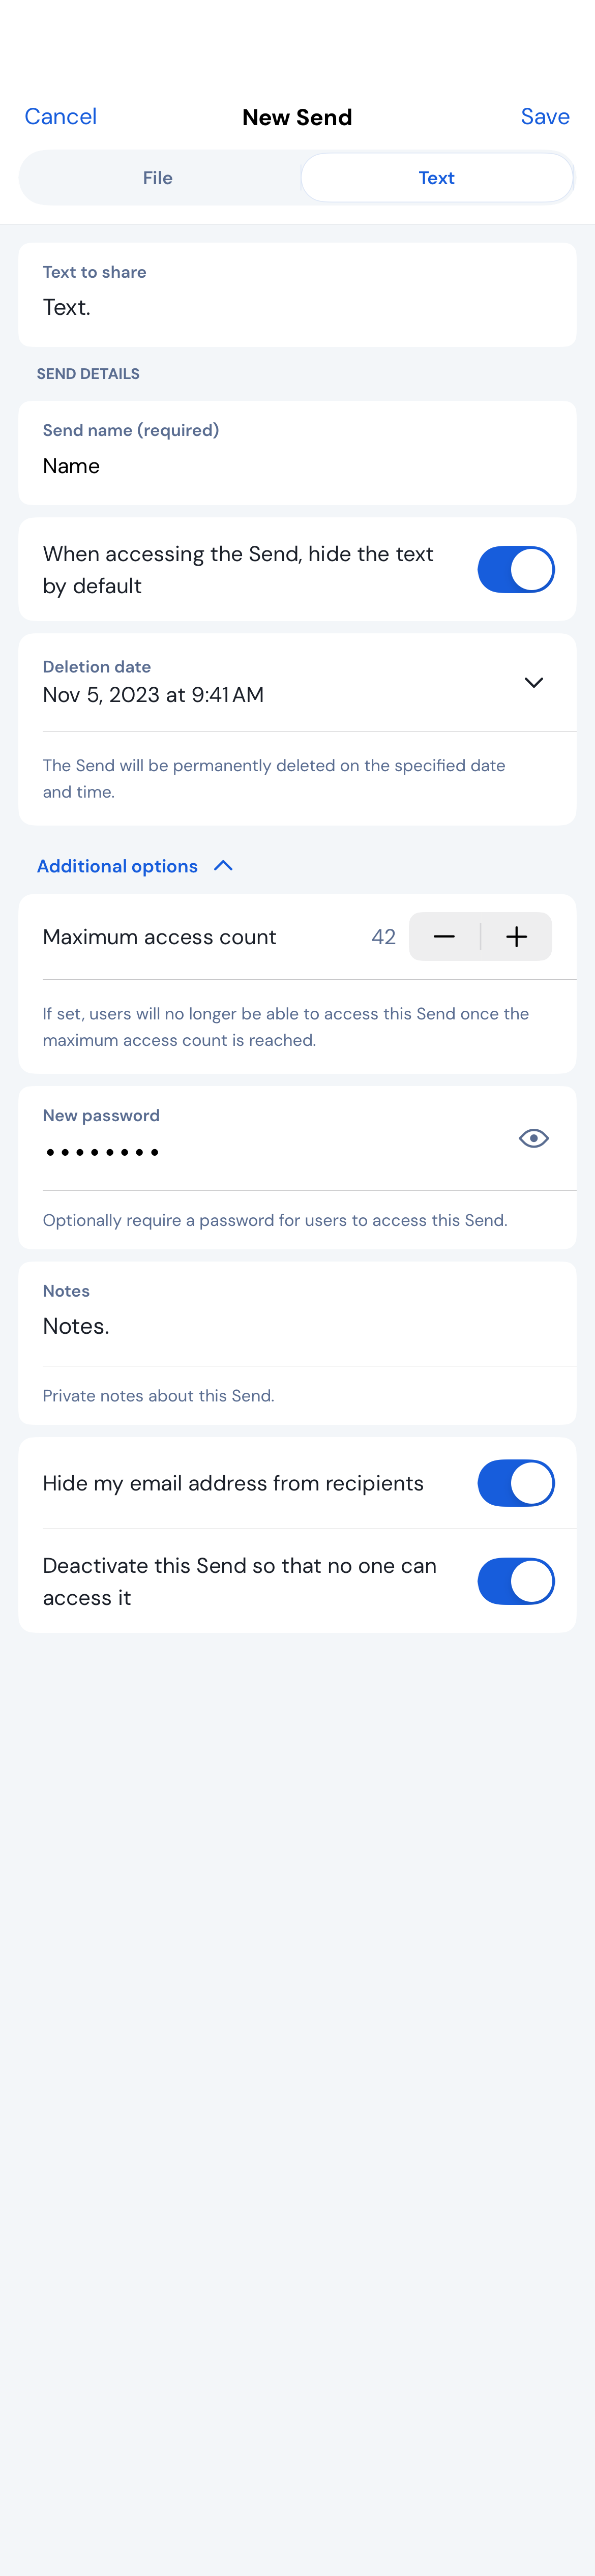 Cancel New Send Save
File Text
Text to share
Text.
SEND DETAILS
Send name (required)
Name
When accessing the Send, hide the text
by default
Deletion date
Nov 5, 2023 at 9:41 AM
The Send will be permanently deleted on the specified date
and time.
Additional options
Maximum access count 42
If set, users will no longer be able to access this Send once the
maximum access count is reached.
New password
••••••••
Optionally require a password for users to access this Send.
Notes
Notes.
Private notes about this Send.
Hide my email address from recipients
Deactivate this Send so that no one can
access it